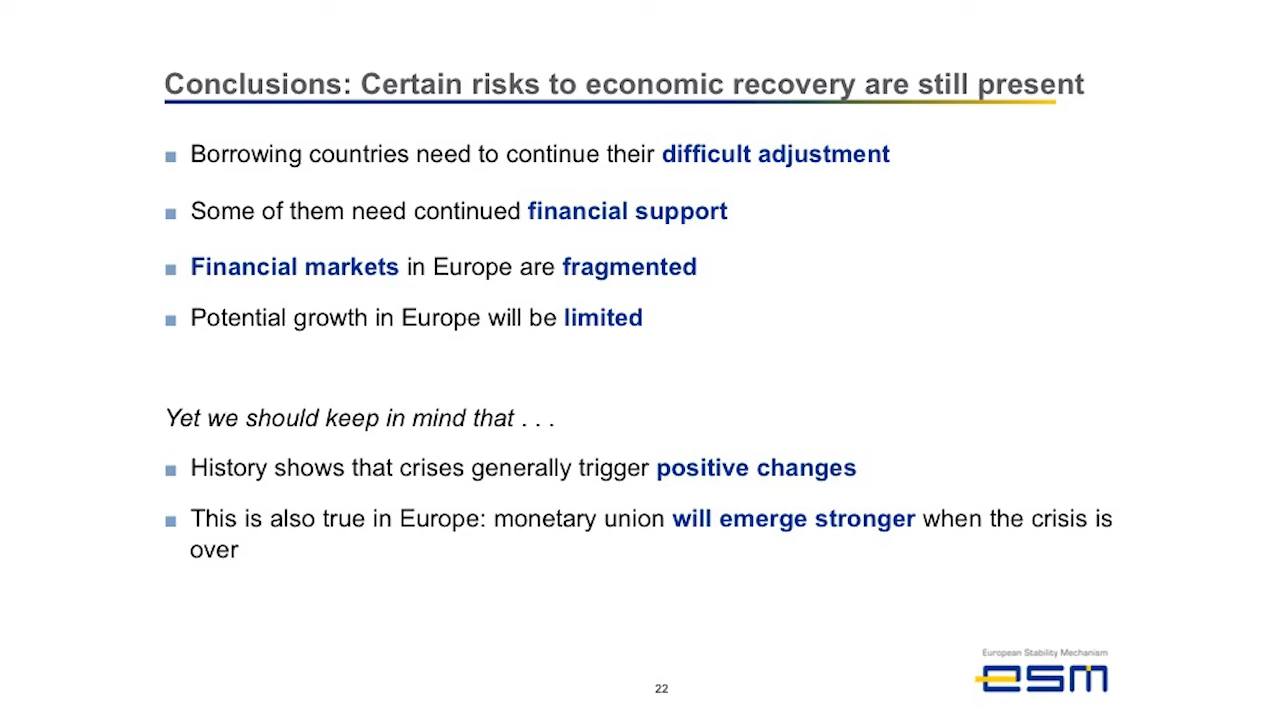 Conclusions: Certain risks to economic recovery are still present
■ Borrowing countries need to continue their difficult adjustment
■ Some of them need continued financial support
■ Financial markets in Europe are fragmented
■ Potential growth in Europe will be limited
Yet we should keep in mind that . . .
■ History shows that crises generally trigger positive changes
■ This is also true in Europe: monetary union will emerge stronger when the crisis is
over
European Stability Mechanism
esm
22